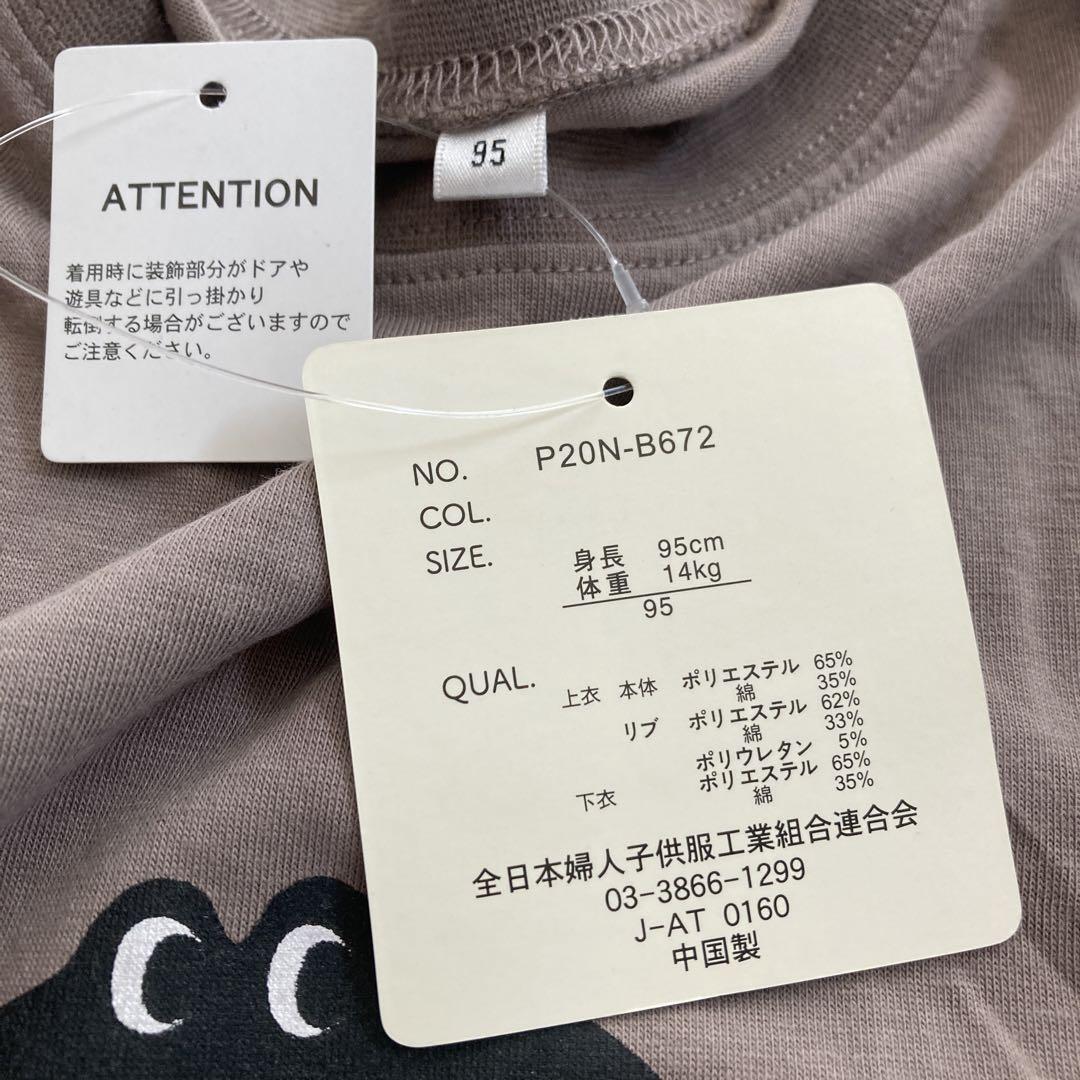 ATTENTION
着用時に装飾部分がドアや
遊具などに引っ掛かり
転倒する場合がございますので
ご注意ください。
95
NO. P20N-B672
COL.
SIZE. 身長 95cm
体重 14kg
95
QUAL. 上衣 本体 ポリエステル 65%
綿 35%
リブ ポリエステル 62%
綿 33%
ポリウレタン 5%
下衣 ポリエステル 65%
綿 35%
全日本婦人子供服工業組合連合会
03-3866-1299
J-AT 0160
中国製